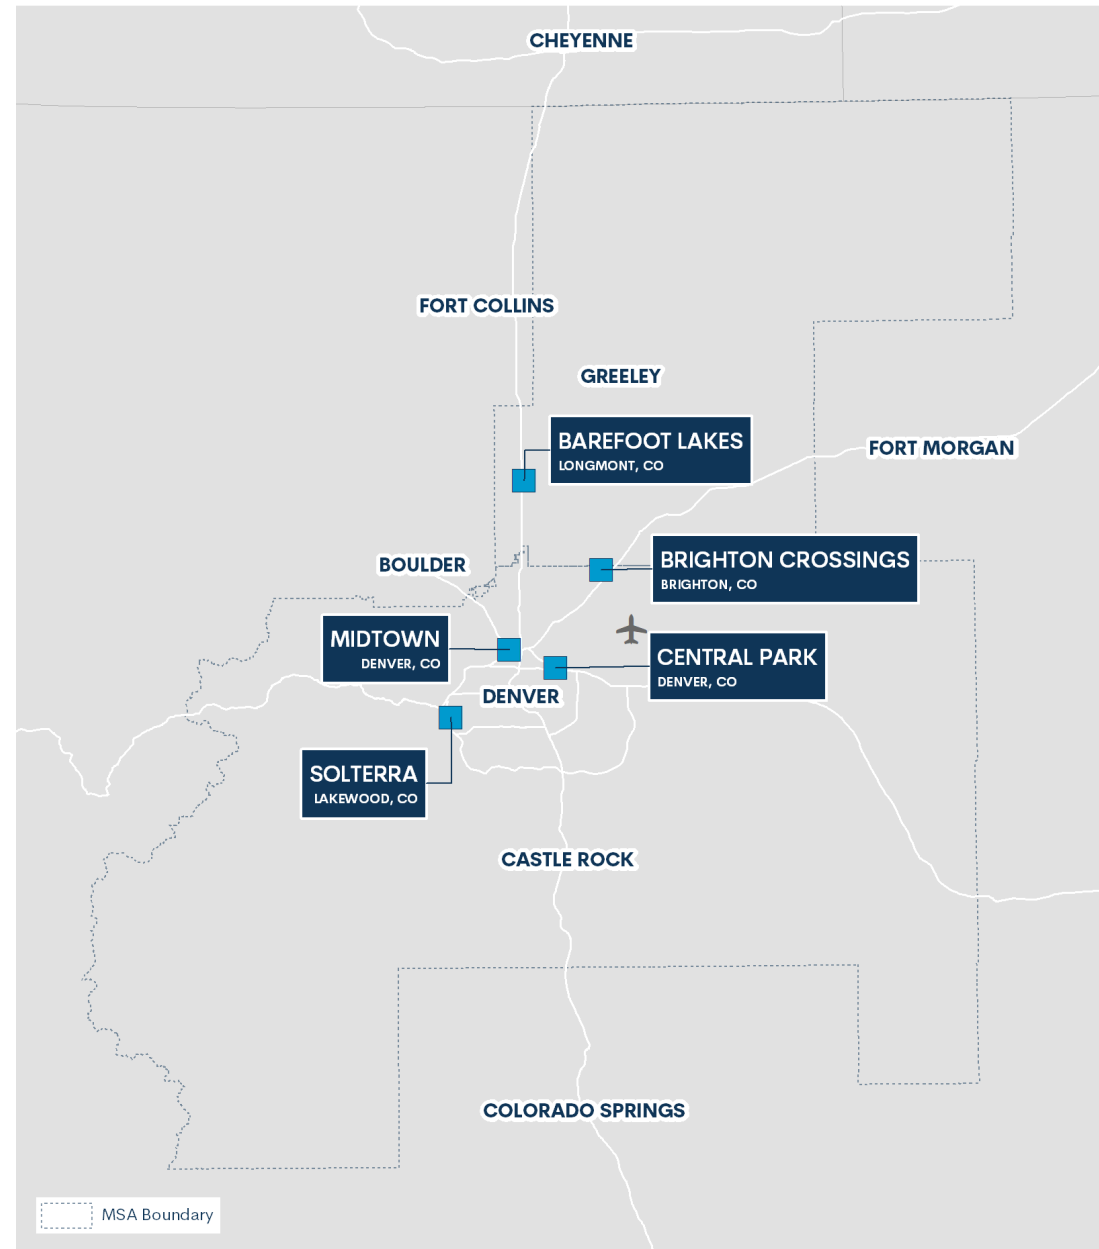 CHEYENNE
FORT COLLINS
GREELEY
BAREFOOT LAKES
LONGMONT, CO
FORT MORGAN
BRIGHTON CROSSINGS
BRIGHTON, CO
BOULDER
MIDTOWN
DENVER, CO
CENTRAL PARK
DENVER, CO
DENVER
SOLTERRA
LAKEWOOD, CO
CASTLE ROCK
COLORADO SPRINGS
MSA Boundary